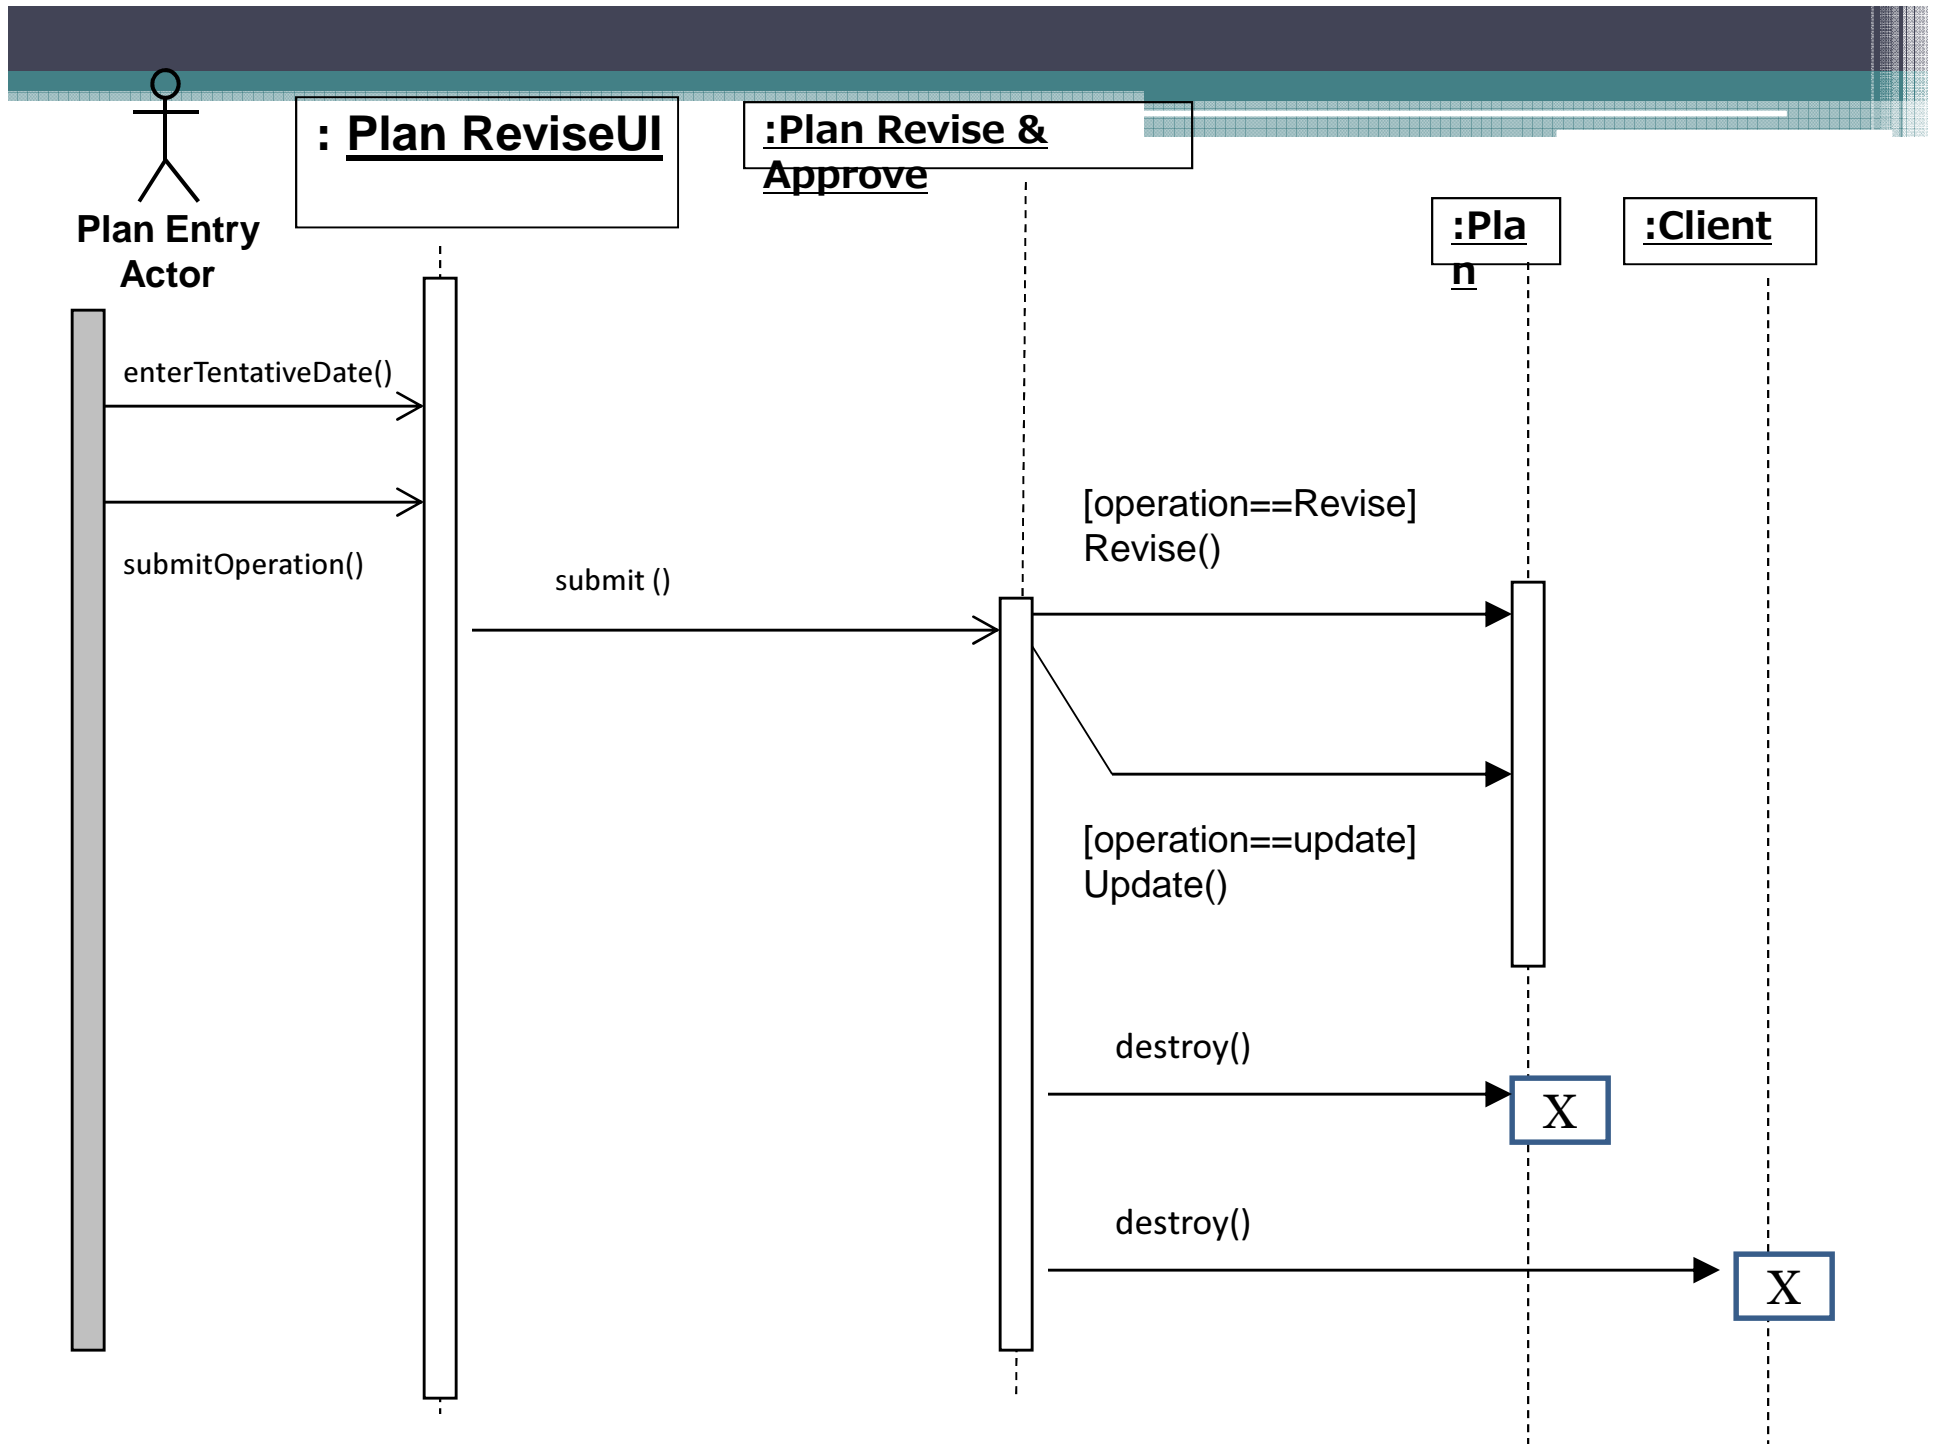 : Plan ReviseUI
:Plan Revise &
Approve
Plan Entry
Actor
:Pla
n
:Client
enterTentativeDate()
submitOperation()
submit ()
[operation==Revise]
Revise()
[operation==update]
Update()
destroy()
X
destroy()
X